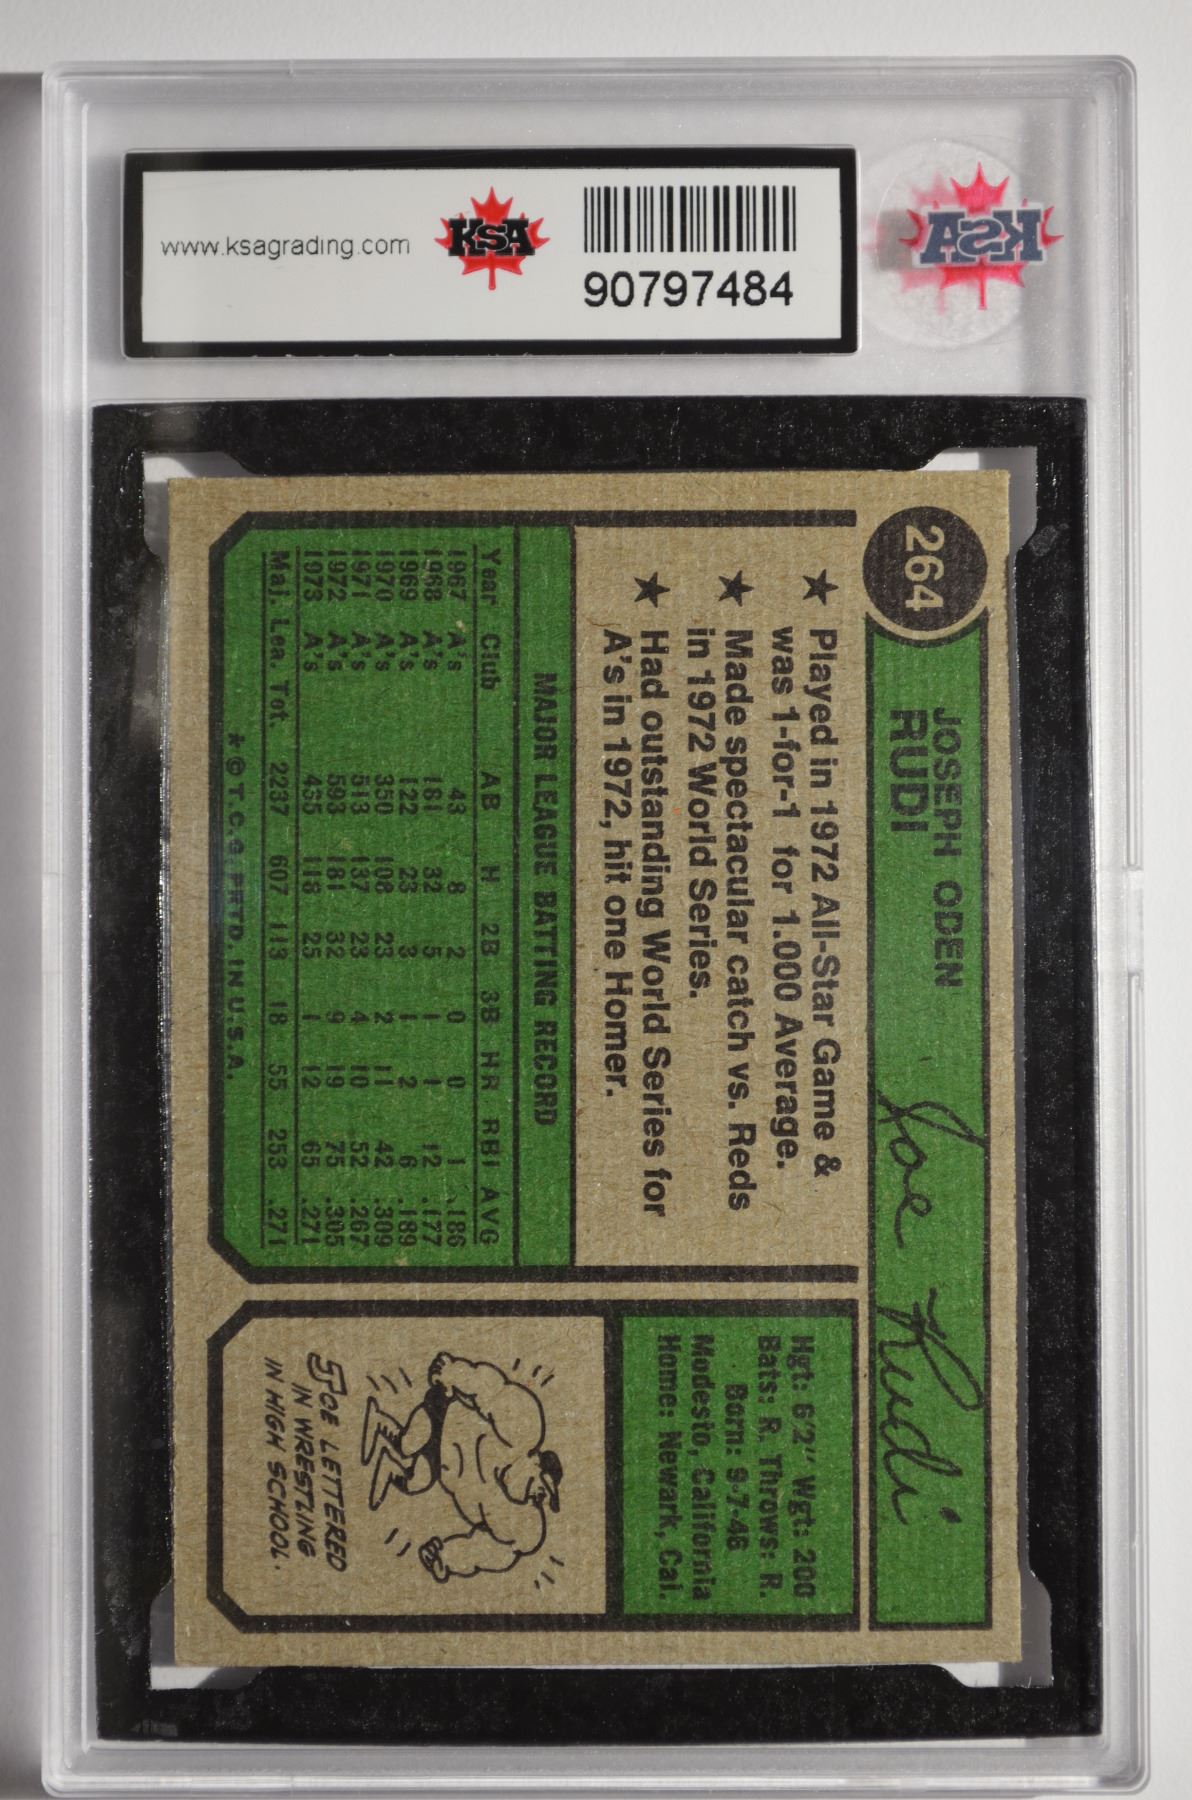 www.ksagrading.com
KSA
90797484
KSA
264
JOSEPH ODEN
RUDI
Joe Rudi
★ Played in 1972 All-Star Game &
was 1-for-1 for 1.000 Average.
★ Made spectacular catch vs. Reds
in 1972 World Series.
★ Had outstanding World Series for
A's in 1972, hit one Homer.
MAJOR LEAGUE BATTING RECORD
Year Club AB H 2B 3B HR RBI AVG
1967 A's 43 8 2 0 0 1 .186
1968 A's 181 32 5 1 1 12 .177
1969 A's 122 23 3 1 2 6 .189
1970 A's 350 108 23 2 11 42 .309
1971 A's 513 137 23 4 10 52 .267
1972 A's 593 181 32 9 19 75 .305
1973 A's 435 118 25 1 12 65 .271
Maj. Lea. Tot. 2237 607 113 18 55 253 .271
* © T.C.G. PRTD. IN U.S.A.
Hgt: 6'2" Wgt: 200
Bats: R. Throws: R.
Born: 9-7-46
Modesto, California
Home: Newark, Cal.
JOE LETTERED
IN WRESTLING
IN HIGH SCHOOL.